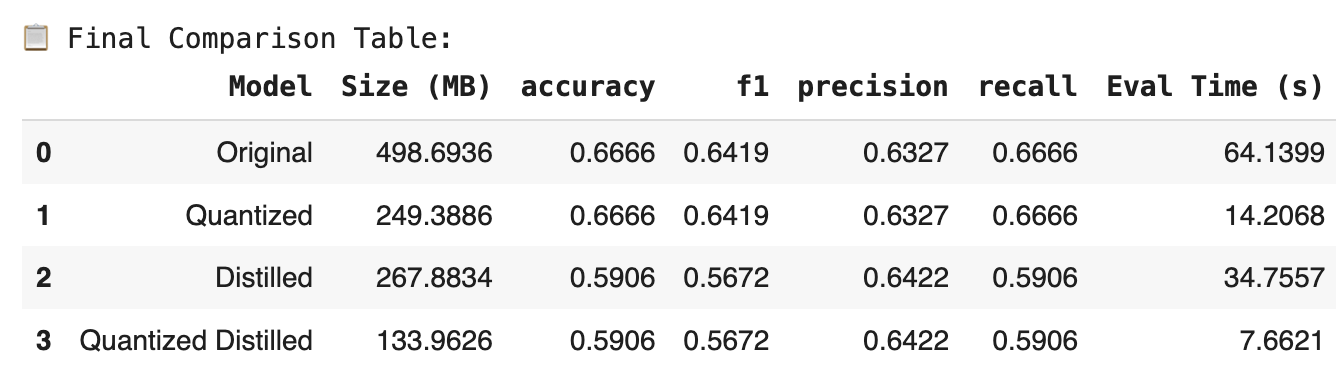 📋 Final Comparison Table:
Model Size (MB) accuracy f1 precision recall Eval Time (s)
0 Original 498.6936 0.6666 0.6419 0.6327 0.6666 64.1399
1 Quantized 249.3886 0.6666 0.6419 0.6327 0.6666 14.2068
2 Distilled 267.8834 0.5906 0.5672 0.6422 0.5906 34.7557
3 Quantized Distilled 133.9626 0.5906 0.5672 0.6422 0.5906 7.6621